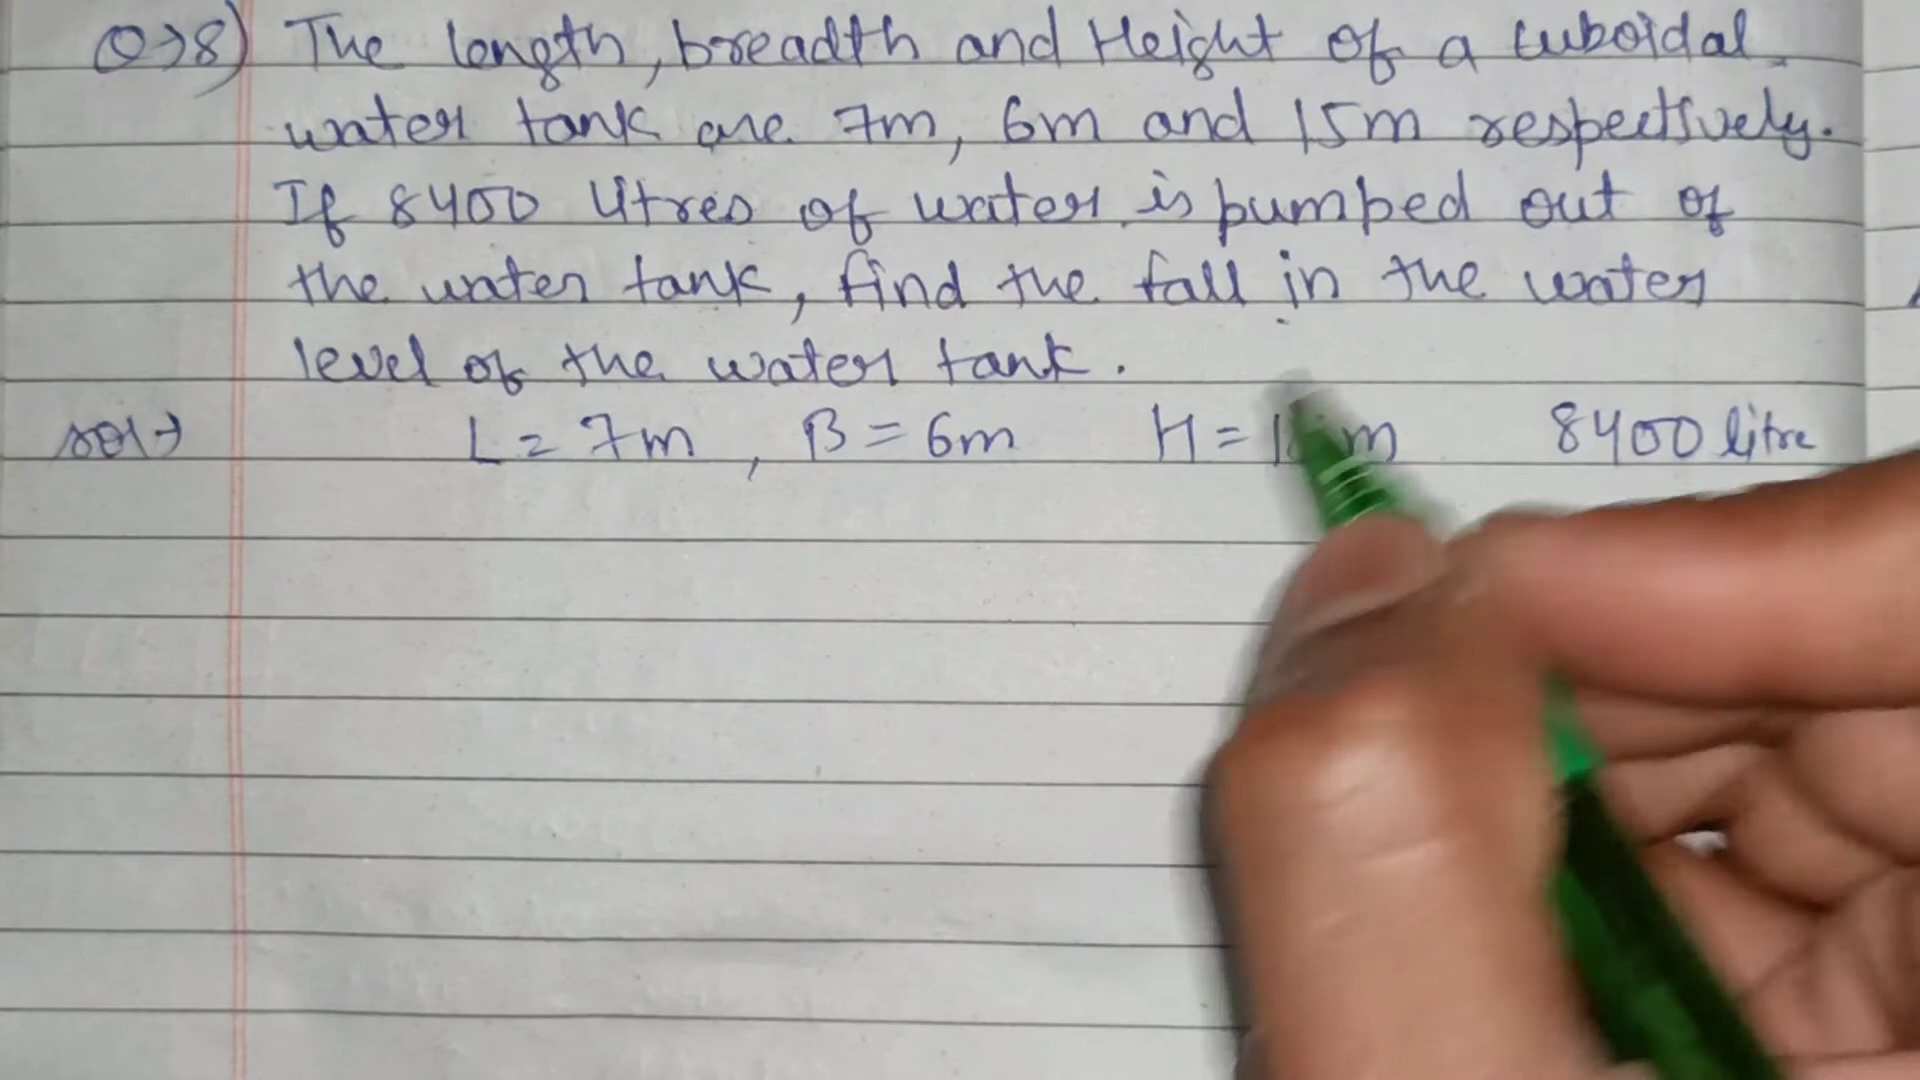 Q→8) The length, breadth and Height of a cuboidal
water tank are 7m, 6m and 15m respectively.
If 8400 litres of water is pumped out of
the water tank, find the fall in the water
level of the water tank.
sol→ L = 7m , B = 6m H = 1 m 8400 litre